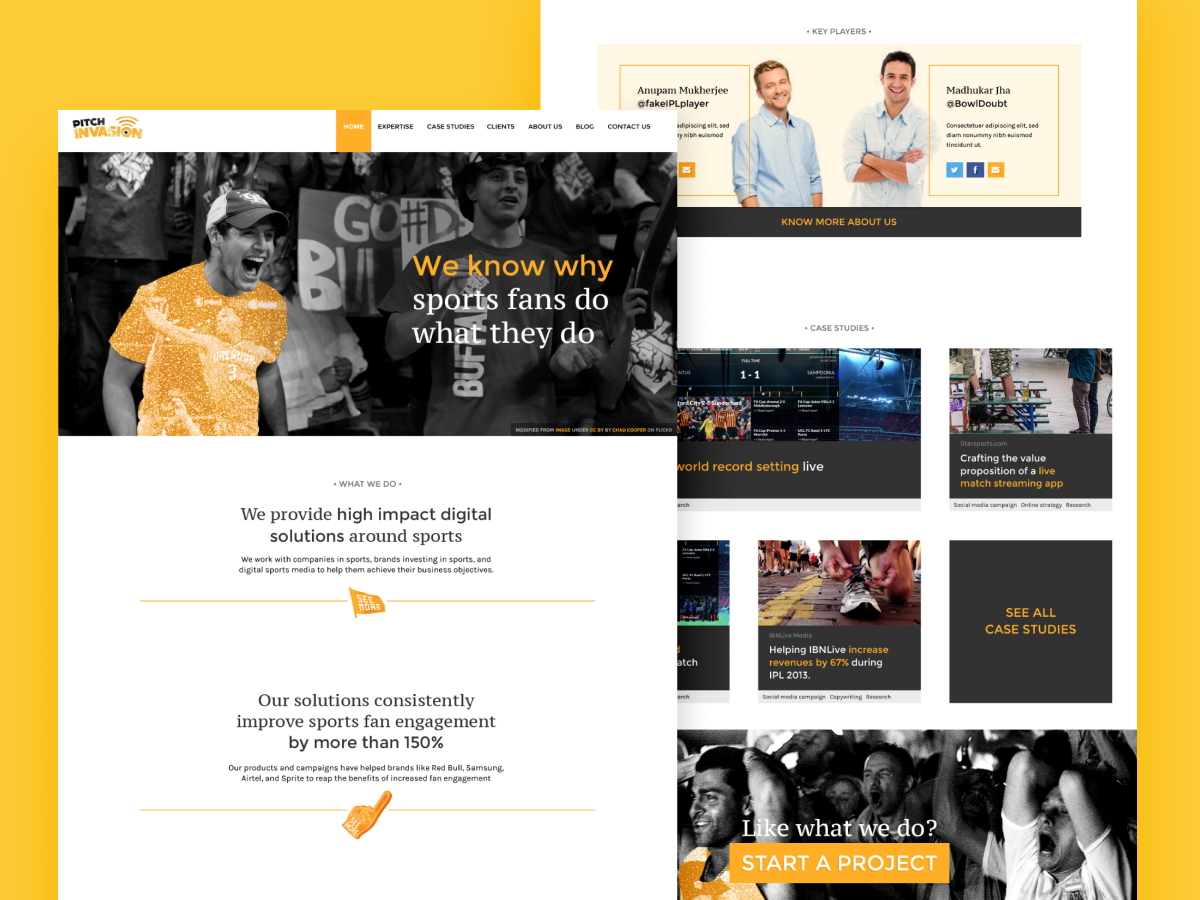 PITCH
INVASION
HOME
EXPERTISE
CASE STUDIES
CLIENTS
ABOUT US
BLOG
CONTACT US
GO
BU
BUFFAL
We know why
sports fans do
what they do
MODIFIED FROM IMAGE UNDER CC BY BY CHAD COOPER ON FLICKR
• WHAT WE DO •
We provide high impact digital
solutions around sports
We work with companies in sports, brands investing in sports, and
digital sports media to help them achieve their business objectives.
SEE
MORE
Our solutions consistently
improve sports fan engagement
by more than 150%
Our products and campaigns have helped brands like Red Bull, Samsung,
Airtel, and Sprite to reap the benefits of increased fan engagement
SEE
MORE
• KEY PLAYERS •
Anupam Mukherjee
@fakeIPLplayer
adipiscing elit, sed
nibh euismod
Madhukar Jha
@BowlDoubt
Consectetuer adipiscing elit, sed
diam nonummy nibh euismod
tincidunt ut.
KNOW MORE ABOUT US
• CASE STUDIES •
FULL TIME
1 - 1
SAMPDORIA
world record setting live
arch
Starsports.com
Crafting the value
proposition of a live
match streaming app
Social media campaign Online strategy Research
d
atch
arch
IBNLive Media
Helping IBNLive increase
revenues by 67% during
IPL 2013.
Social media campaign Copywriting Research
SEE ALL
CASE STUDIES
Like what we do?
START A PROJECT